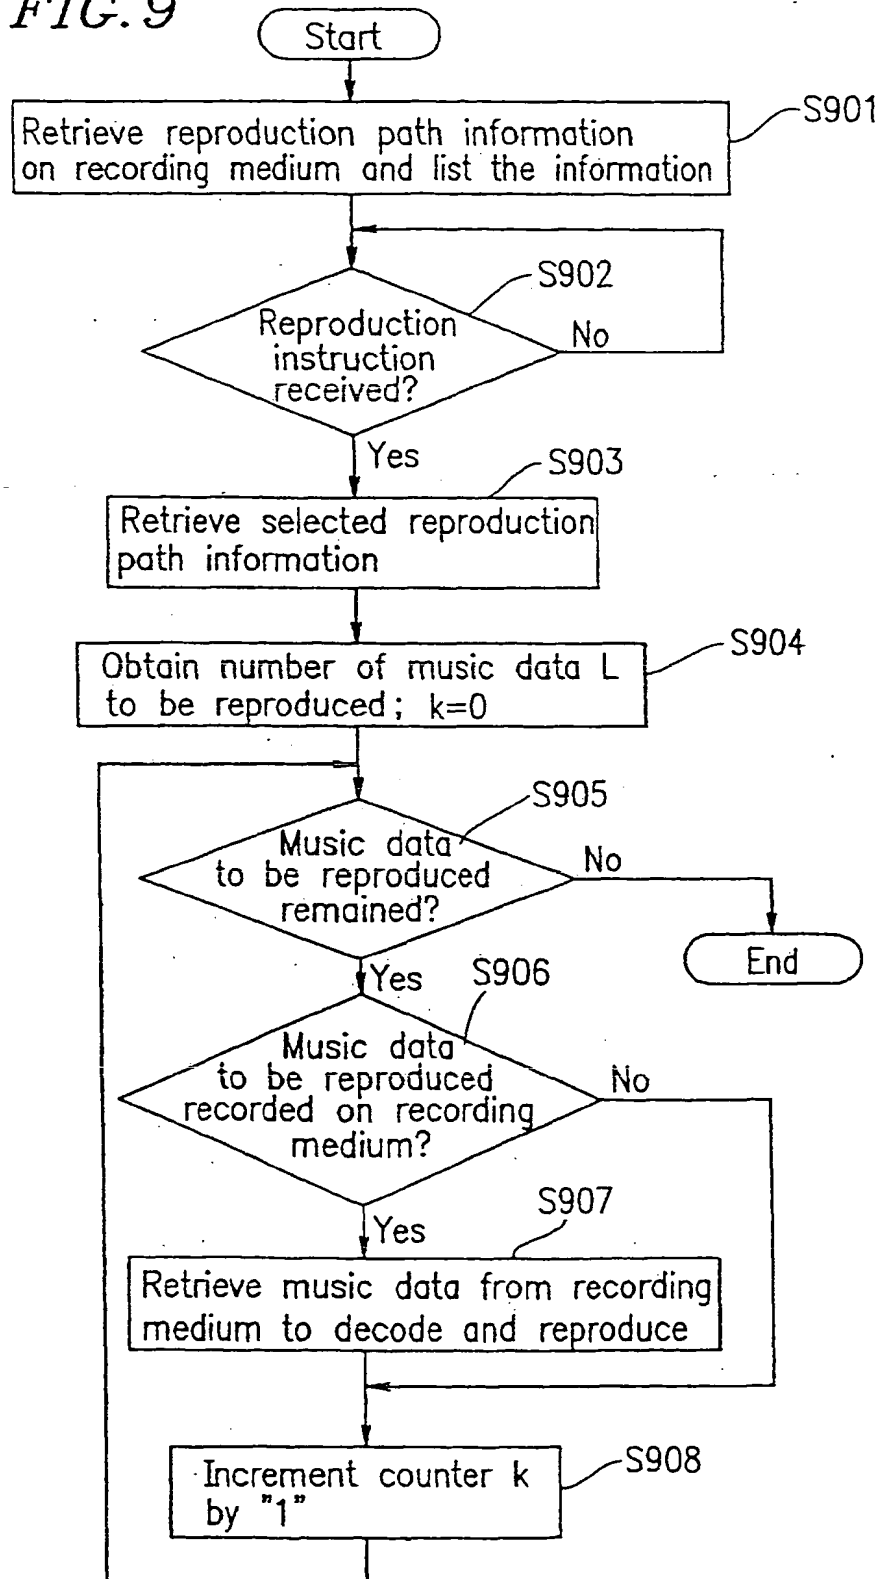 FIG. 9
Start
S901
Retrieve reproduction path information
on recording medium and list the information
S902
Reproduction
instruction
received?
No
Yes
S903
Retrieve selected reproduction
path information
S904
Obtain number of music data L
to be reproduced; k=0
S905
Music data
to be reproduced
remained?
No
End
Yes
S906
Music data
to be reproduced
recorded on recording
medium?
No
Yes
S907
Retrieve music data from recording
medium to decode and reproduce
S908
Increment counter k
by "1"